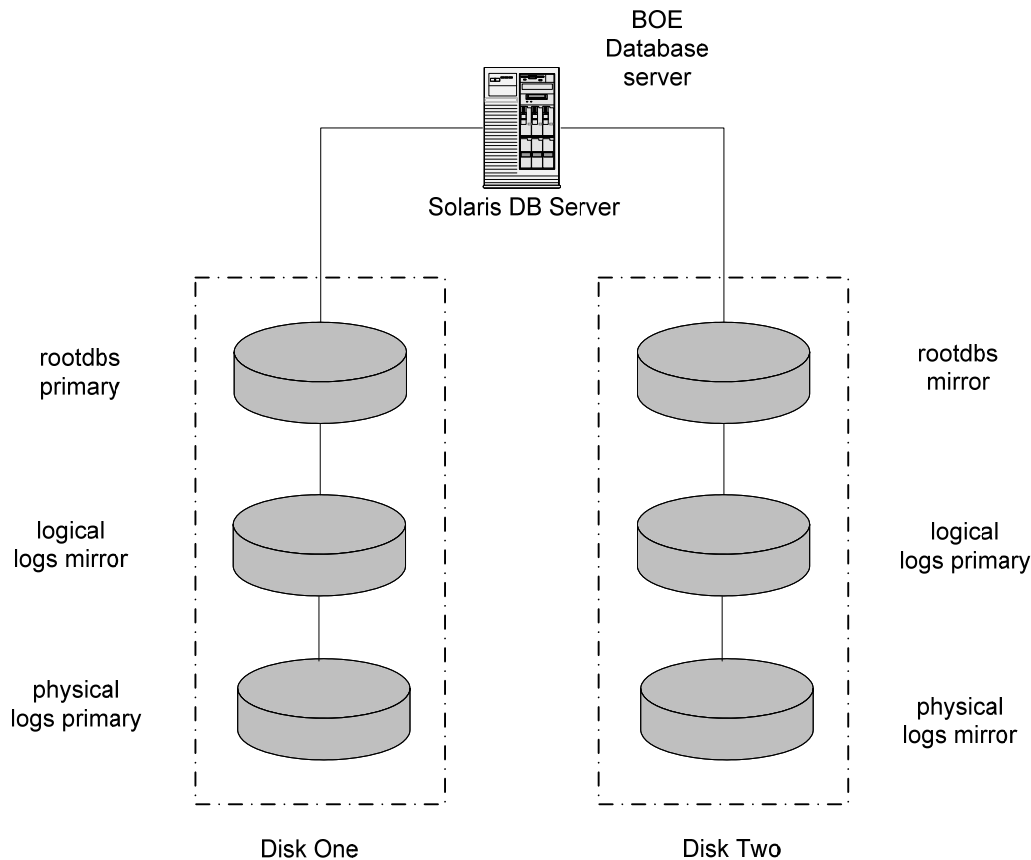 BOE
Database
server
Solaris DB Server
rootdbs
primary
rootdbs
mirror
logical
logs mirror
logical
logs primary
physical
logs primary
physical
logs mirror
Disk One
Disk Two